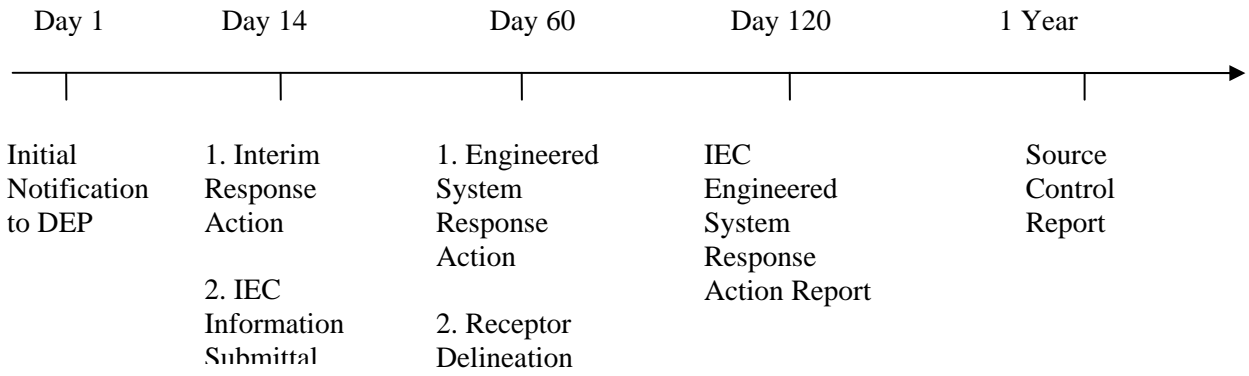 Day 1
Day 14
Day 60
Day 120
1 Year
Initial
Notification
to DEP
1. Interim
Response
Action
2. IEC
Information
Submittal
1. Engineered
System
Response
Action
2. Receptor
Delineation
IEC
Engineered
System
Response
Action Report
Source
Control
Report